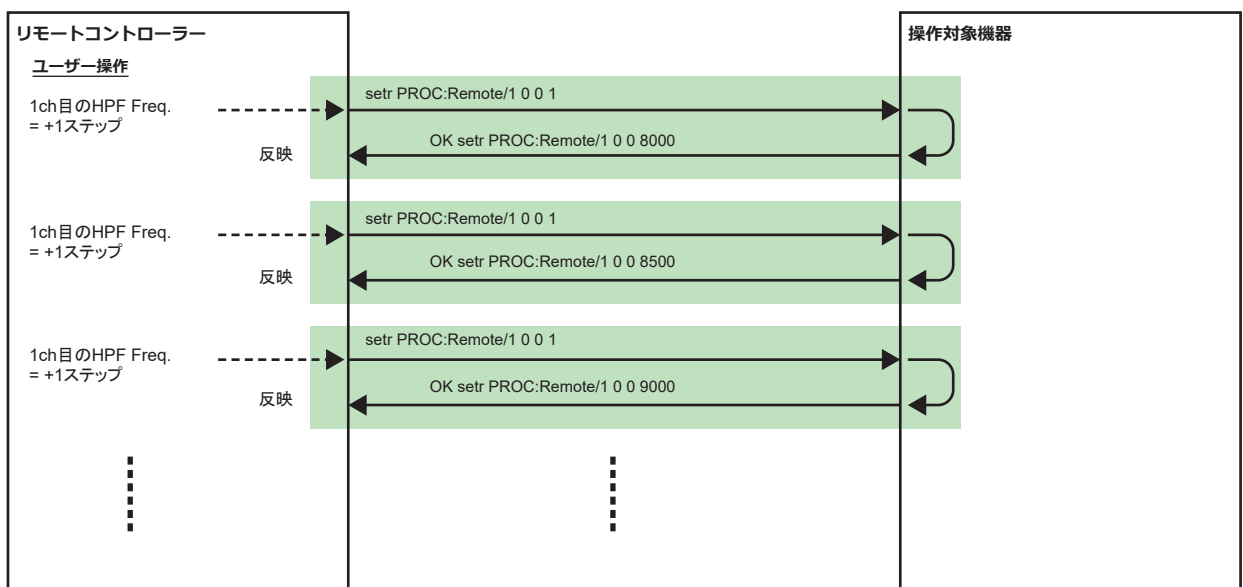 リモートコントローラー
操作対象機器
ユーザー操作
1ch目のHPF Freq.
= +1ステップ
setr PROC:Remote/1 0 0 1
OK setr PROC:Remote/1 0 0 8000
反映
1ch目のHPF Freq.
= +1ステップ
setr PROC:Remote/1 0 0 1
OK setr PROC:Remote/1 0 0 8500
反映
1ch目のHPF Freq.
= +1ステップ
setr PROC:Remote/1 0 0 1
OK setr PROC:Remote/1 0 0 9000
反映